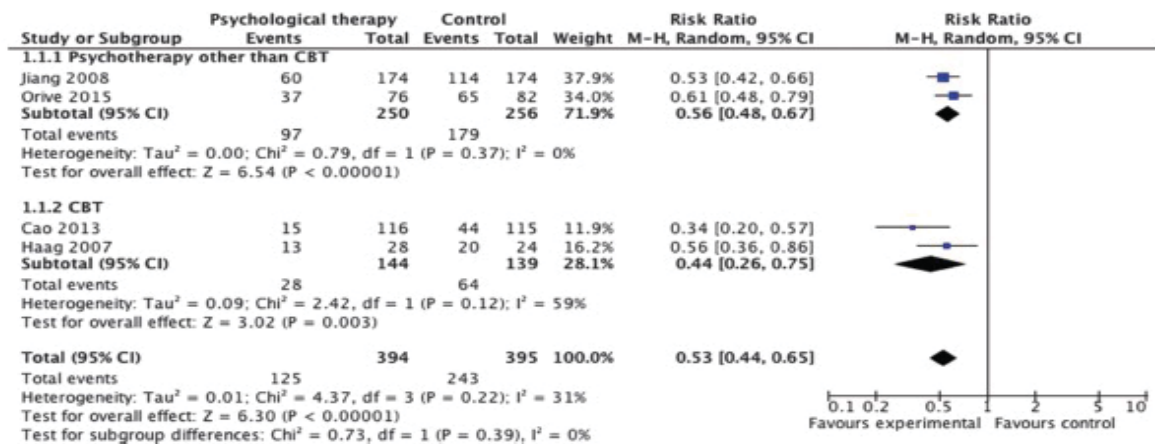 Psychological therapy Control Risk Ratio Risk Ratio
Study or Subgroup Events Total Events Total Weight M-H, Random, 95% CI M-H, Random, 95% CI
1.1.1 Psychotherapy other than CBT
Jiang 2008 60 174 114 174 37.9% 0.53 [0.42, 0.66]
Orive 2015 37 76 65 82 34.0% 0.61 [0.48, 0.79]
Subtotal (95% CI) 250 256 71.9% 0.56 [0.48, 0.67]
Total events 97 179
Heterogeneity: Tau² = 0.00; Chi² = 0.79, df = 1 (P = 0.37); I² = 0%
Test for overall effect: Z = 6.54 (P < 0.00001)
1.1.2 CBT
Cao 2013 15 116 44 115 11.9% 0.34 [0.20, 0.57]
Haag 2007 13 28 20 24 16.2% 0.56 [0.36, 0.86]
Subtotal (95% CI) 144 139 28.1% 0.44 [0.26, 0.75]
Total events 28 64
Heterogeneity: Tau² = 0.09; Chi² = 2.42, df = 1 (P = 0.12); I² = 59%
Test for overall effect: Z = 3.02 (P = 0.003)
Total (95% CI) 394 395 100.0% 0.53 [0.44, 0.65]
Total events 125 243
Heterogeneity: Tau² = 0.01; Chi² = 4.37, df = 3 (P = 0.22); I² = 31%
Test for overall effect: Z = 6.30 (P < 0.00001)
Test for subgroup differences: Chi² = 0.73, df = 1 (P = 0.39), I² = 0%
0.1 0.2 0.5 1 2 5 10
Favours experimental Favours control